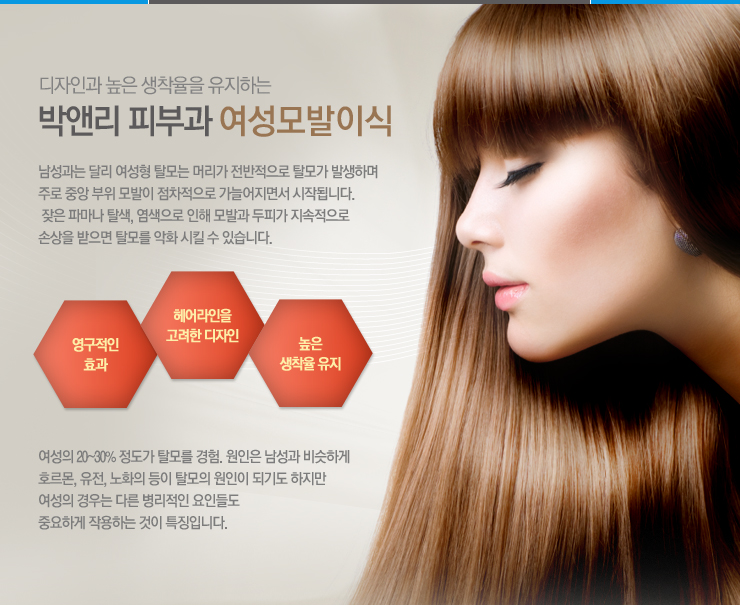 디자인과 높은 생착율을 유지하는
박앤리 피부과 여성모발이식
남성과는 달리 여성형 탈모는 머리가 전반적으로 탈모가 발생하며
주로 중앙 부위 모발이 점차적으로 가늘어지면서 시작됩니다.
잦은 파마나 탈색, 염색으로 인해 모발과 두피가 지속적으로
손상을 받으면 탈모를 악화 시킬 수 있습니다.
영구적인
효과
헤어라인을
고려한 디자인
높은
생착율 유지
여성의 20~30% 정도가 탈모를 경험. 원인은 남성과 비슷하게
호르몬, 유전, 노화의 등이 탈모의 원인이 되기도 하지만
여성의 경우는 다른 병리적인 요인들도
중요하게 작용하는 것이 특징입니다.